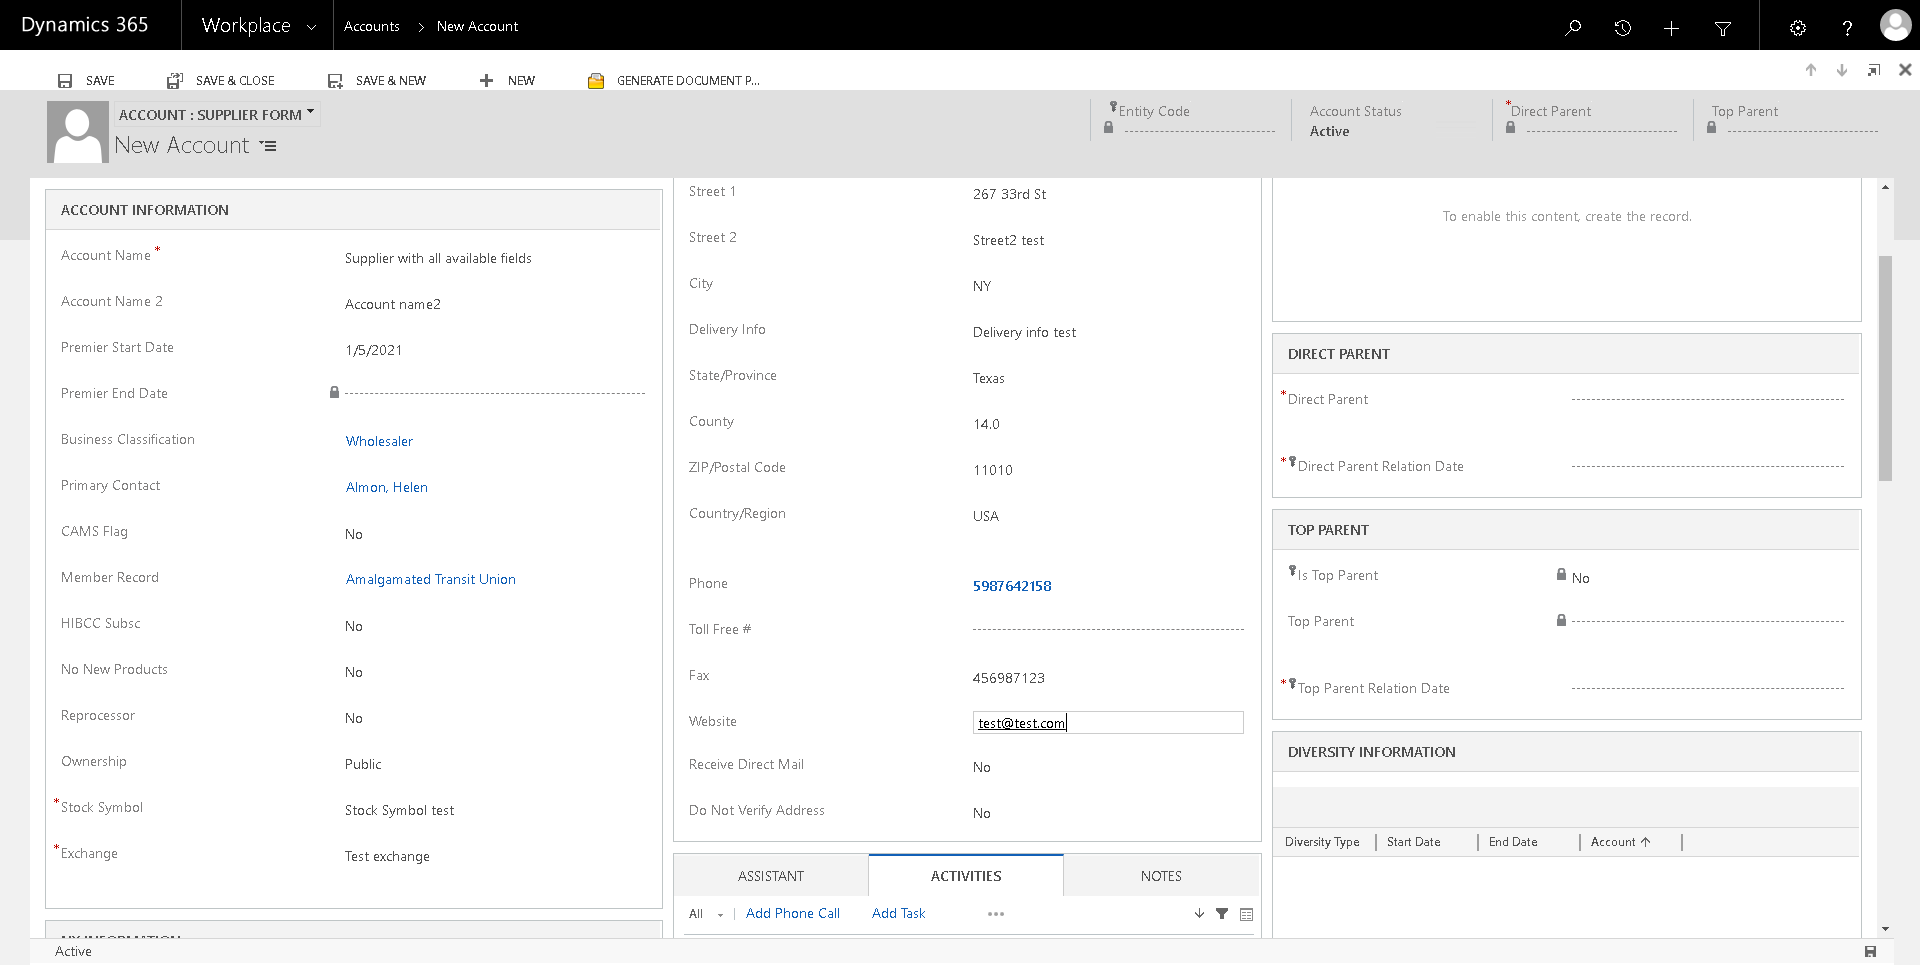 Dynamics 365
Workplace
Accounts > New Account
?
SAVE
SAVE & CLOSE
SAVE & NEW
NEW
GENERATE DOCUMENT P...
ACCOUNT : SUPPLIER FORM
New Account
Entity Code
Account Status
Active
*Direct Parent
Top Parent
ACCOUNT INFORMATION
Account Name *
Supplier with all available fields
Account Name 2
Account name2
Premier Start Date
1/5/2021
Premier End Date
Business Classification
Wholesaler
Primary Contact
Almon, Helen
CAMS Flag
No
Member Record
Amalgamated Transit Union
HIBCC Subsc
No
No New Products
No
Reprocessor
No
Ownership
Public
*Stock Symbol
Stock Symbol test
*Exchange
Test exchange
MY INFORMATION
Street 1
267 33rd St
Street 2
Street2 test
City
NY
Delivery Info
Delivery info test
State/Province
Texas
County
14.0
ZIP/Postal Code
11010
Country/Region
USA
Phone
5987642158
Toll Free #
Fax
456987123
Website
test@test.com
Receive Direct Mail
No
Do Not Verify Address
No
ASSISTANT
ACTIVITIES
NOTES
All
Add Phone Call
Add Task
To enable this content, create the record.
DIRECT PARENT
*Direct Parent
*Direct Parent Relation Date
TOP PARENT
Is Top Parent
No
Top Parent
*Top Parent Relation Date
DIVERSITY INFORMATION
Diversity Type
Start Date
End Date
Account
Active